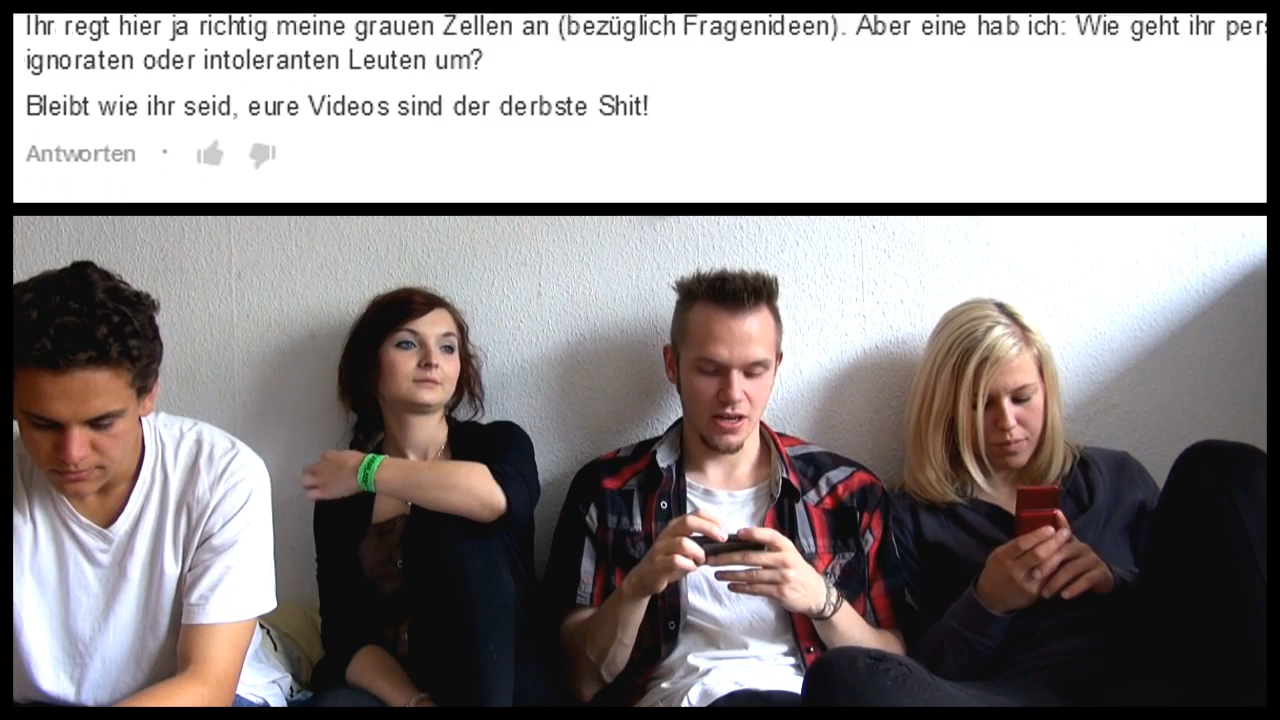 Ihr regt hier ja richtig meine grauen Zellen an (bezüglich Fragenideen). Aber eine hab ich: Wie geht ihr pers
ignoraten oder intoleranten Leuten um?
Bleibt wie ihr seid, eure Videos sind der derbste Shit!
Antworten ·